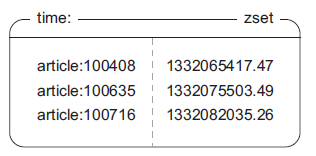 time: zset
article:100408 1332065417.47
article:100635 1332075503.49
article:100716 1332082035.26